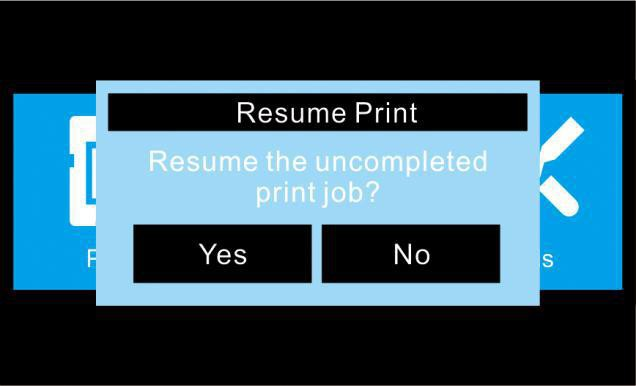 Resume Print
Resume the uncompleted
print job?
Yes
No